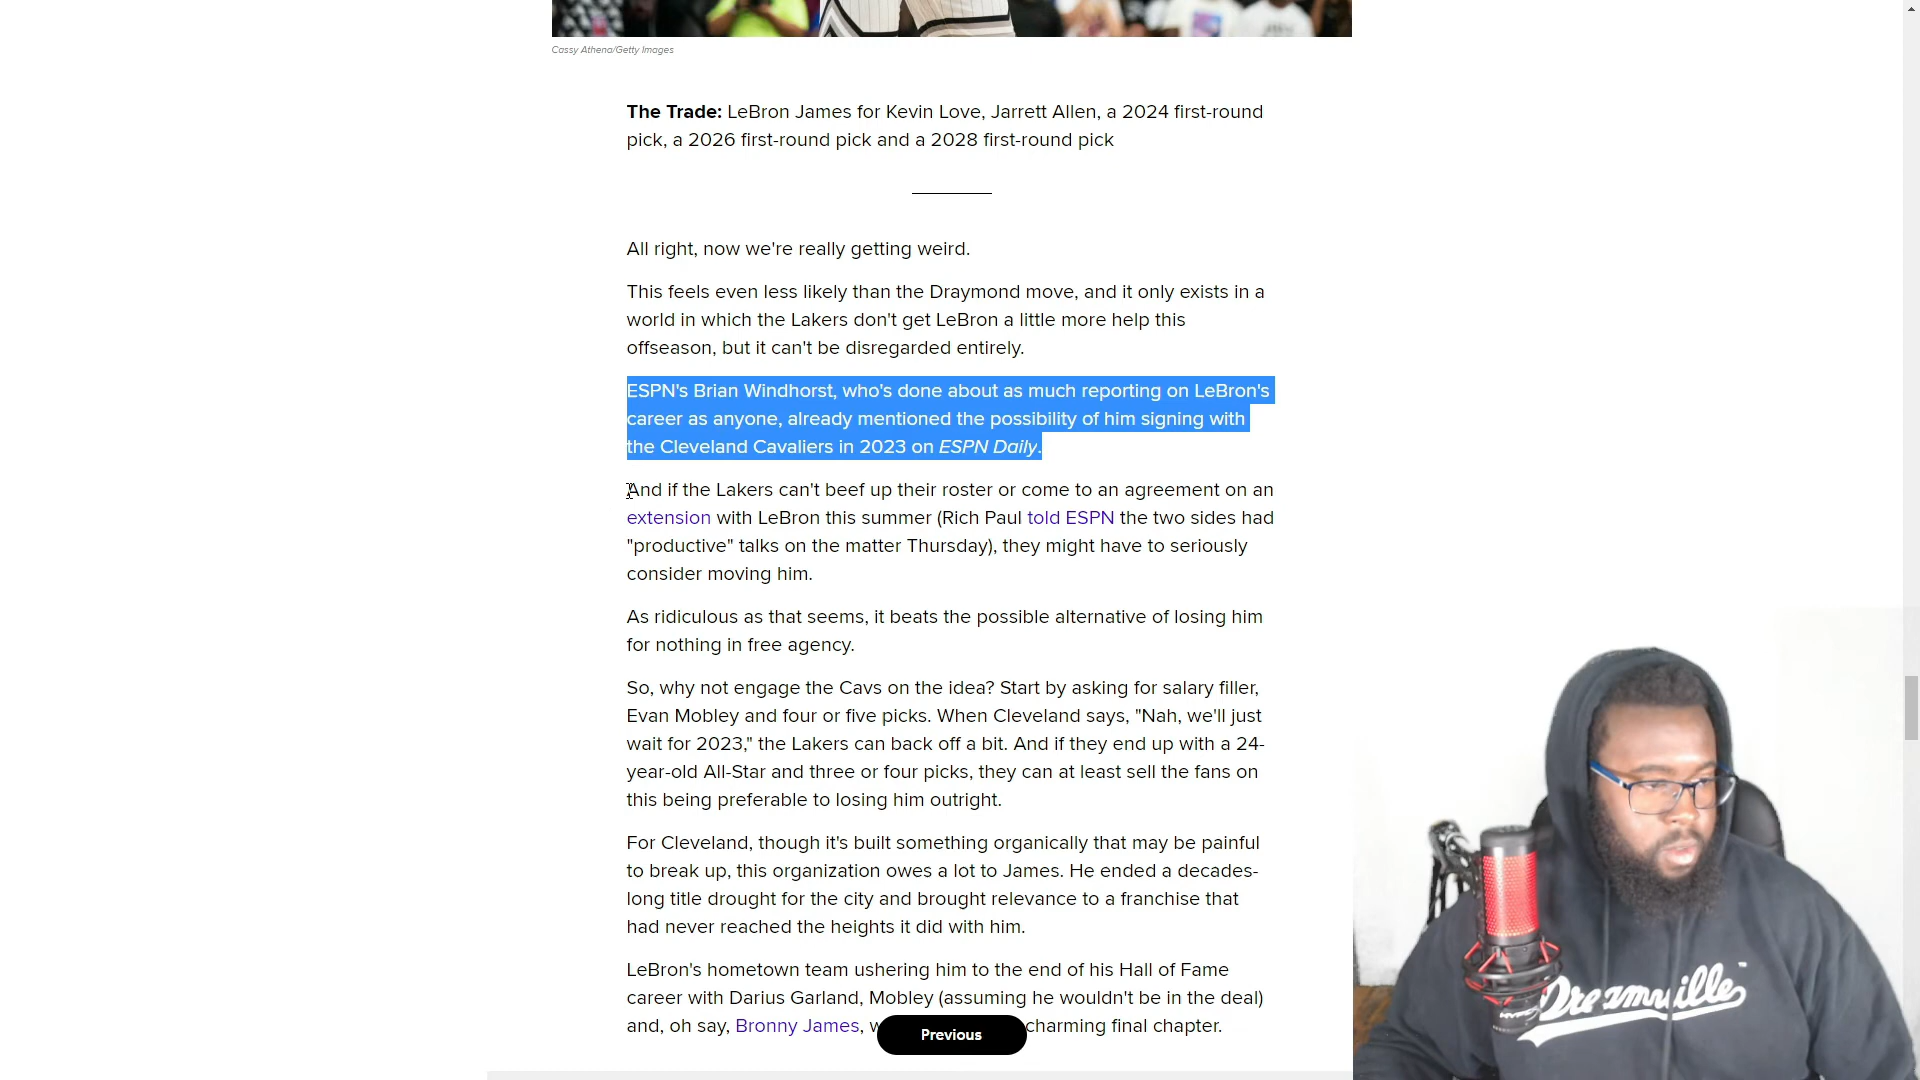 Cassy Athena/Getty Images
The Trade: LeBron James for Kevin Love, Jarrett Allen, a 2024 first-round
pick, a 2026 first-round pick and a 2028 first-round pick
All right, now we're really getting weird.
This feels even less likely than the Draymond move, and it only exists in a
world in which the Lakers don't get LeBron a little more help this
offseason, but it can't be disregarded entirely.
ESPN's Brian Windhorst, who's done about as much reporting on LeBron's
career as anyone, already mentioned the possibility of him signing with
the Cleveland Cavaliers in 2023 on ESPN Daily.
And if the Lakers can't beef up their roster or come to an agreement on an
extension with LeBron this summer (Rich Paul told ESPN the two sides had
"productive" talks on the matter Thursday), they might have to seriously
consider moving him.
As ridiculous as that seems, it beats the possible alternative of losing him
for nothing in free agency.
So, why not engage the Cavs on the idea? Start by asking for salary filler,
Evan Mobley and four or five picks. When Cleveland says, "Nah, we'll just
wait for 2023," the Lakers can back off a bit. And if they end up with a 24-
year-old All-Star and three or four picks, they can at least sell the fans on
this being preferable to losing him outright.
For Cleveland, though it's built something organically that may be painful
to break up, this organization owes a lot to James. He ended a decades-
long title drought for the city and brought relevance to a franchise that
had never reached the heights it did with him.
LeBron's hometown team ushering him to the end of his Hall of Fame
career with Darius Garland, Mobley (assuming he wouldn't be in the deal)
and, oh say, Bronny James, charming final chapter.
Previous
Dreamville